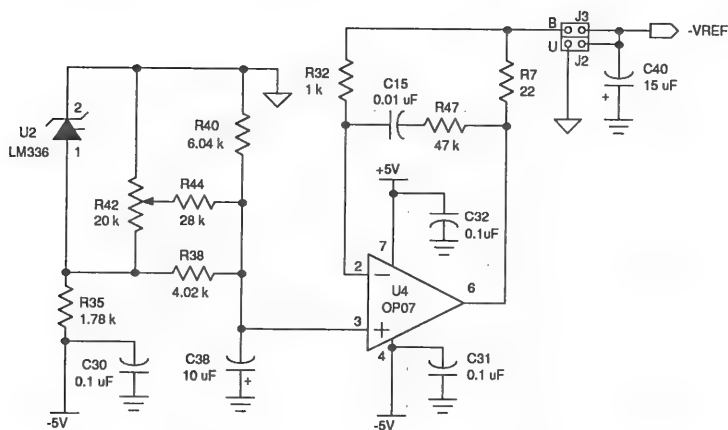 B
J3
-VREF
U
J2
R32
1 k
C15
0.01 uF
R47
47 k
R7
22
C40
15 uF
+
2
U2
LM336
1
R40
6.04 k
R42
20 k
R44
28 k
R38
4.02 k
R35
1.78 k
C30
0.1 uF
-5V
C38
10 uF
+
+5V
C32
0.1uF
7
2
−
U4
OP07
6
3
+
4
C31
0.1 uF
-5V